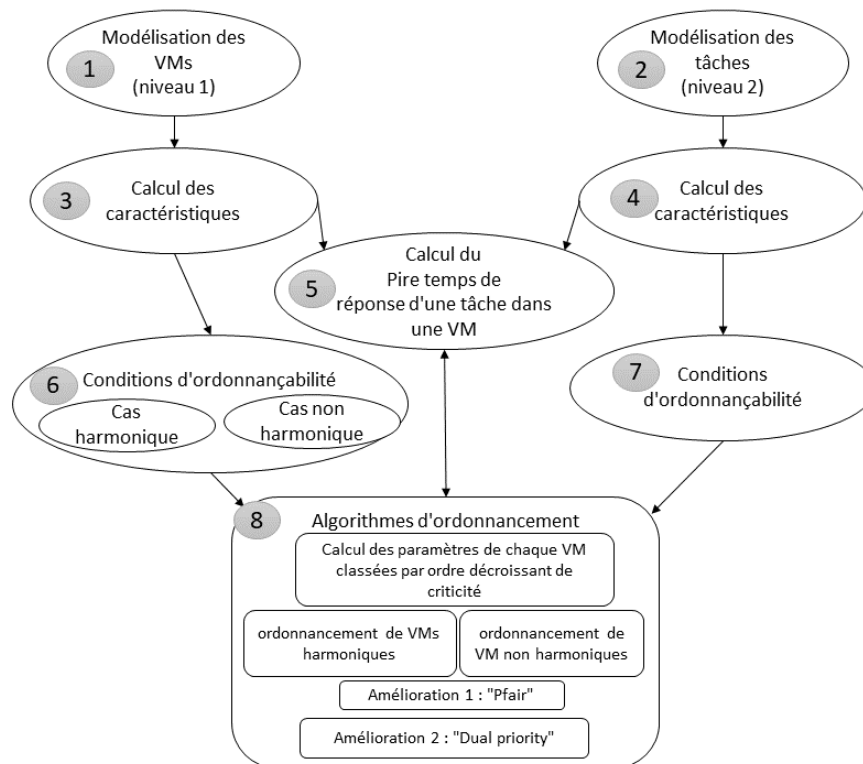 Modélisation des
VMs
(niveau 1)
1
Modélisation des
tâches
(niveau 2)
2
3
Calcul des
caractéristiques
4
Calcul des
caractéristiques
5
Calcul du
Pire temps de
réponse d'une tâche dans
une VM
6
Conditions d'ordonnançabilité
Cas
harmonique
Cas non
harmonique
7
Conditions
d'ordonnançabilité
8
Algorithmes d'ordonnancement
Calcul des paramètres de chaque VM
classées par ordre décroissant de
criticité
ordonnancement de VMs
harmoniques
ordonnancement de
VM non harmoniques
Amélioration 1 : "Pfair"
Amélioration 2 : "Dual priority"